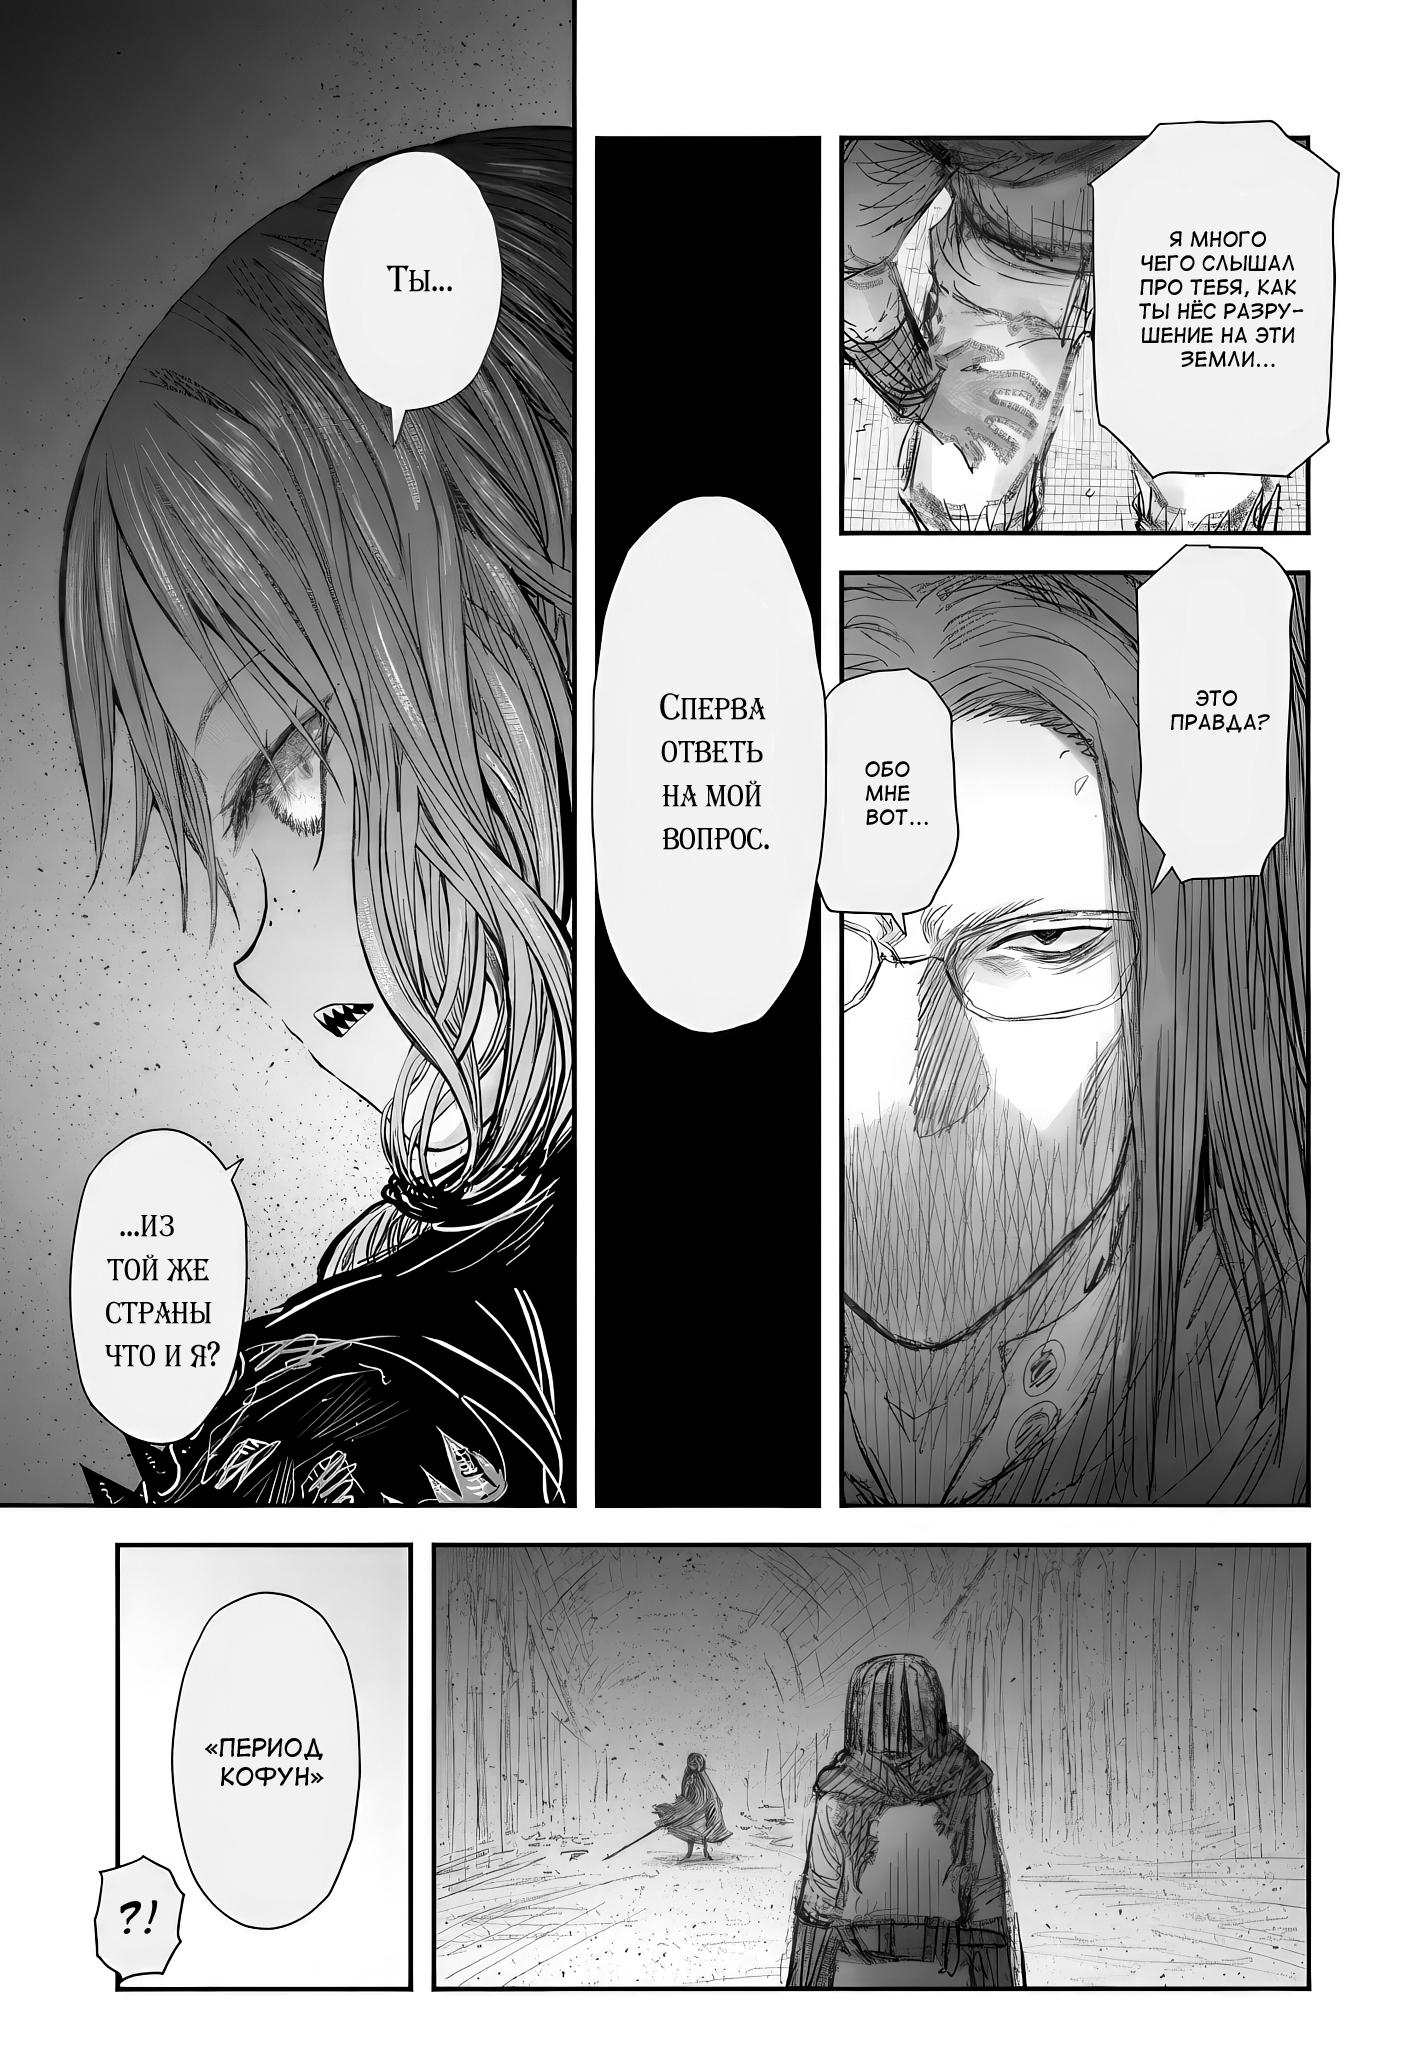 Я МНОГО
ЧЕГО СЛЫШАЛ
ПРО ТЕБЯ, КАК
ТЫ НЁС РАЗРУ-
ШЕНИЕ НА ЭТИ
ЗЕМЛИ...
ЭТО
ПРАВДА?
ОБО
МНЕ
ВОТ...
СПЕРВА
ОТВЕТЬ
НА МОЙ
ВОПРОС.
ТЫ...
...ИЗ
ТОЙ ЖЕ
СТРАНЫ
ЧТО И Я?
«ПЕРИОД
КОФУН»
?!